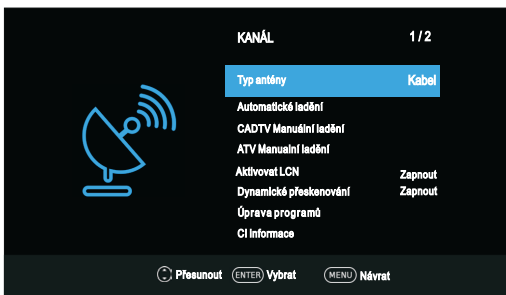 KANÁL 1 / 2
Typ antény Kabel
Automatické ladění
CADTV Manuální ladění
ATV Manualní ladění
Aktivovat LCN Zapnout
Dynamické přeskenování Zapnout
Úprava programů
CI Informace
Přesunout ENTER Vybrat MENU Návrat